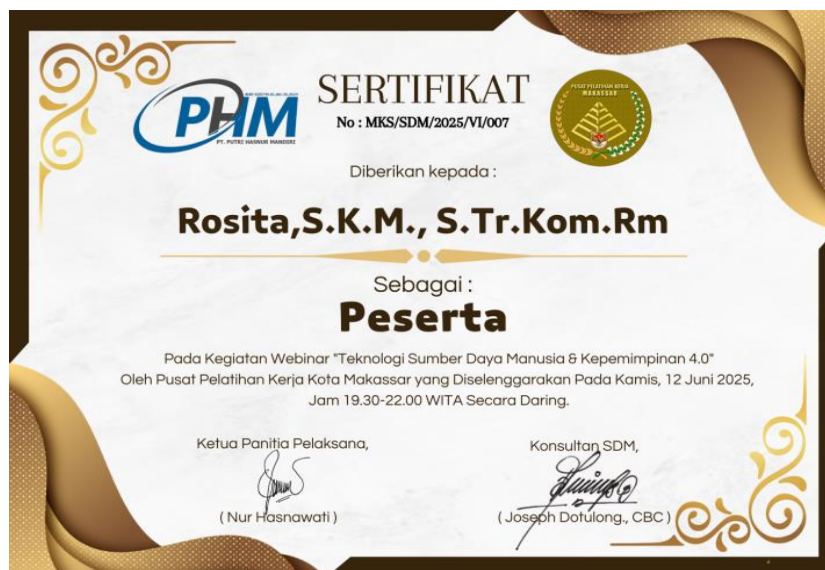 PHM
PT. PUTRI HASNUR MANDIRI
SERTIFIKAT
No : MKS/SDM/2025/VI/007
PUSAT PELATIHAN KERJA
MAKASSAR
Diberikan kepada :
Rosita,S.K.M., S.Tr.Kom.Rm
Sebagai :
Peserta
Pada Kegiatan Webinar "Teknologi Sumber Daya Manusia & Kepemimpinan 4.0"
Oleh Pusat Pelatihan Kerja Kota Makassar yang Diselenggarakan Pada Kamis, 12 Juni 2025,
Jam 19.30-22.00 WITA Secara Daring.
Ketua Panitia Pelaksana,
( Nur Hasnawati )
Konsultan SDM,
( Joseph Dotulong., CBC )